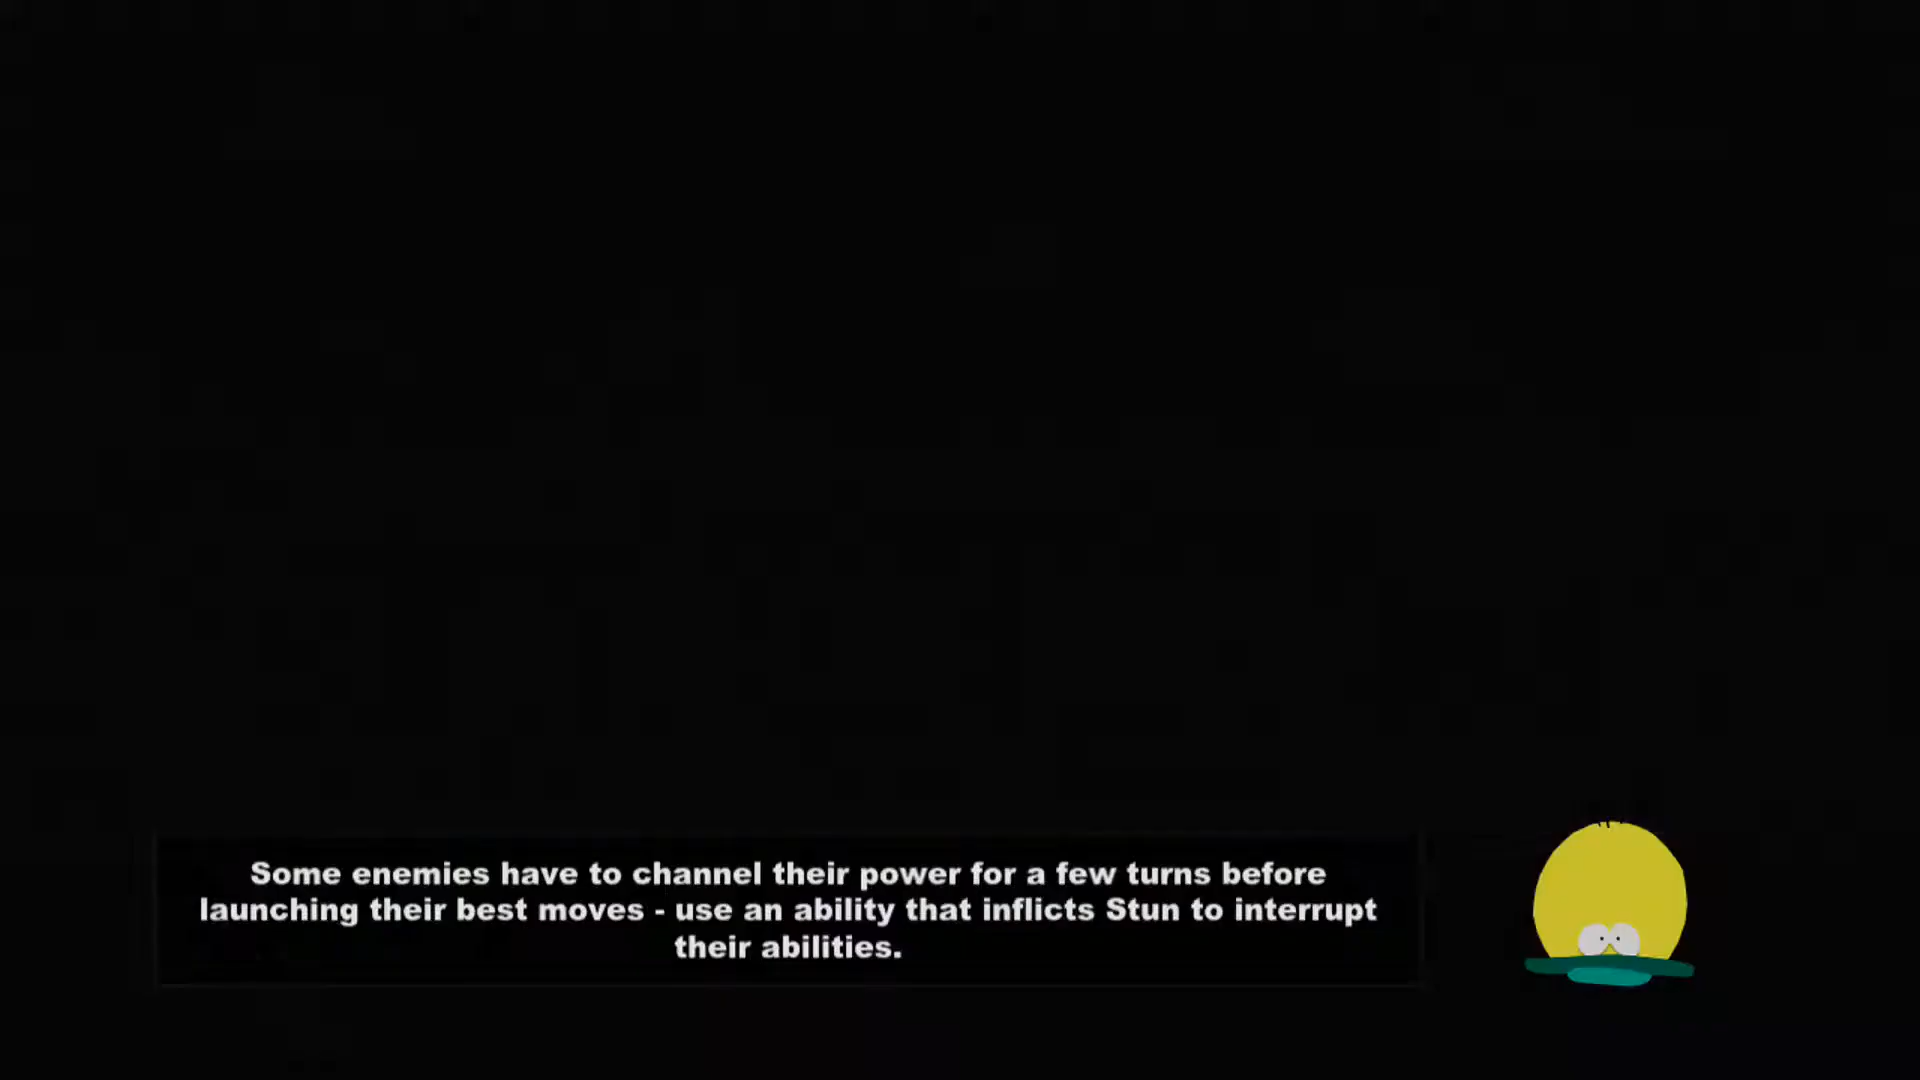 Some enemies have to channel their power for a few turns before
launching their best moves - use an ability that inflicts Stun to interrupt
their abilities.